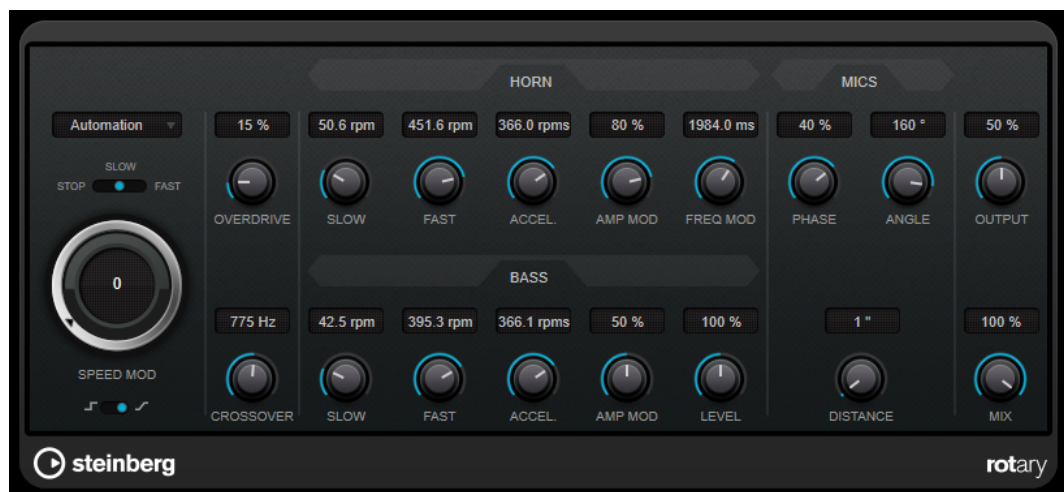 HORN
MICS
Automation
15 %
50.6 rpm
451.6 rpm
366.0 rpms
80 %
1984.0 ms
40 %
160 °
50 %
SLOW
STOP
FAST
OVERDRIVE
SLOW
FAST
ACCEL.
AMP MOD
FREQ MOD
PHASE
ANGLE
OUTPUT
BASS
0
775 Hz
42.5 rpm
395.3 rpm
366.1 rpms
50 %
100 %
1 "
100 %
SPEED MOD
CROSSOVER
SLOW
FAST
ACCEL.
AMP MOD
LEVEL
DISTANCE
MIX
steinberg
rotary